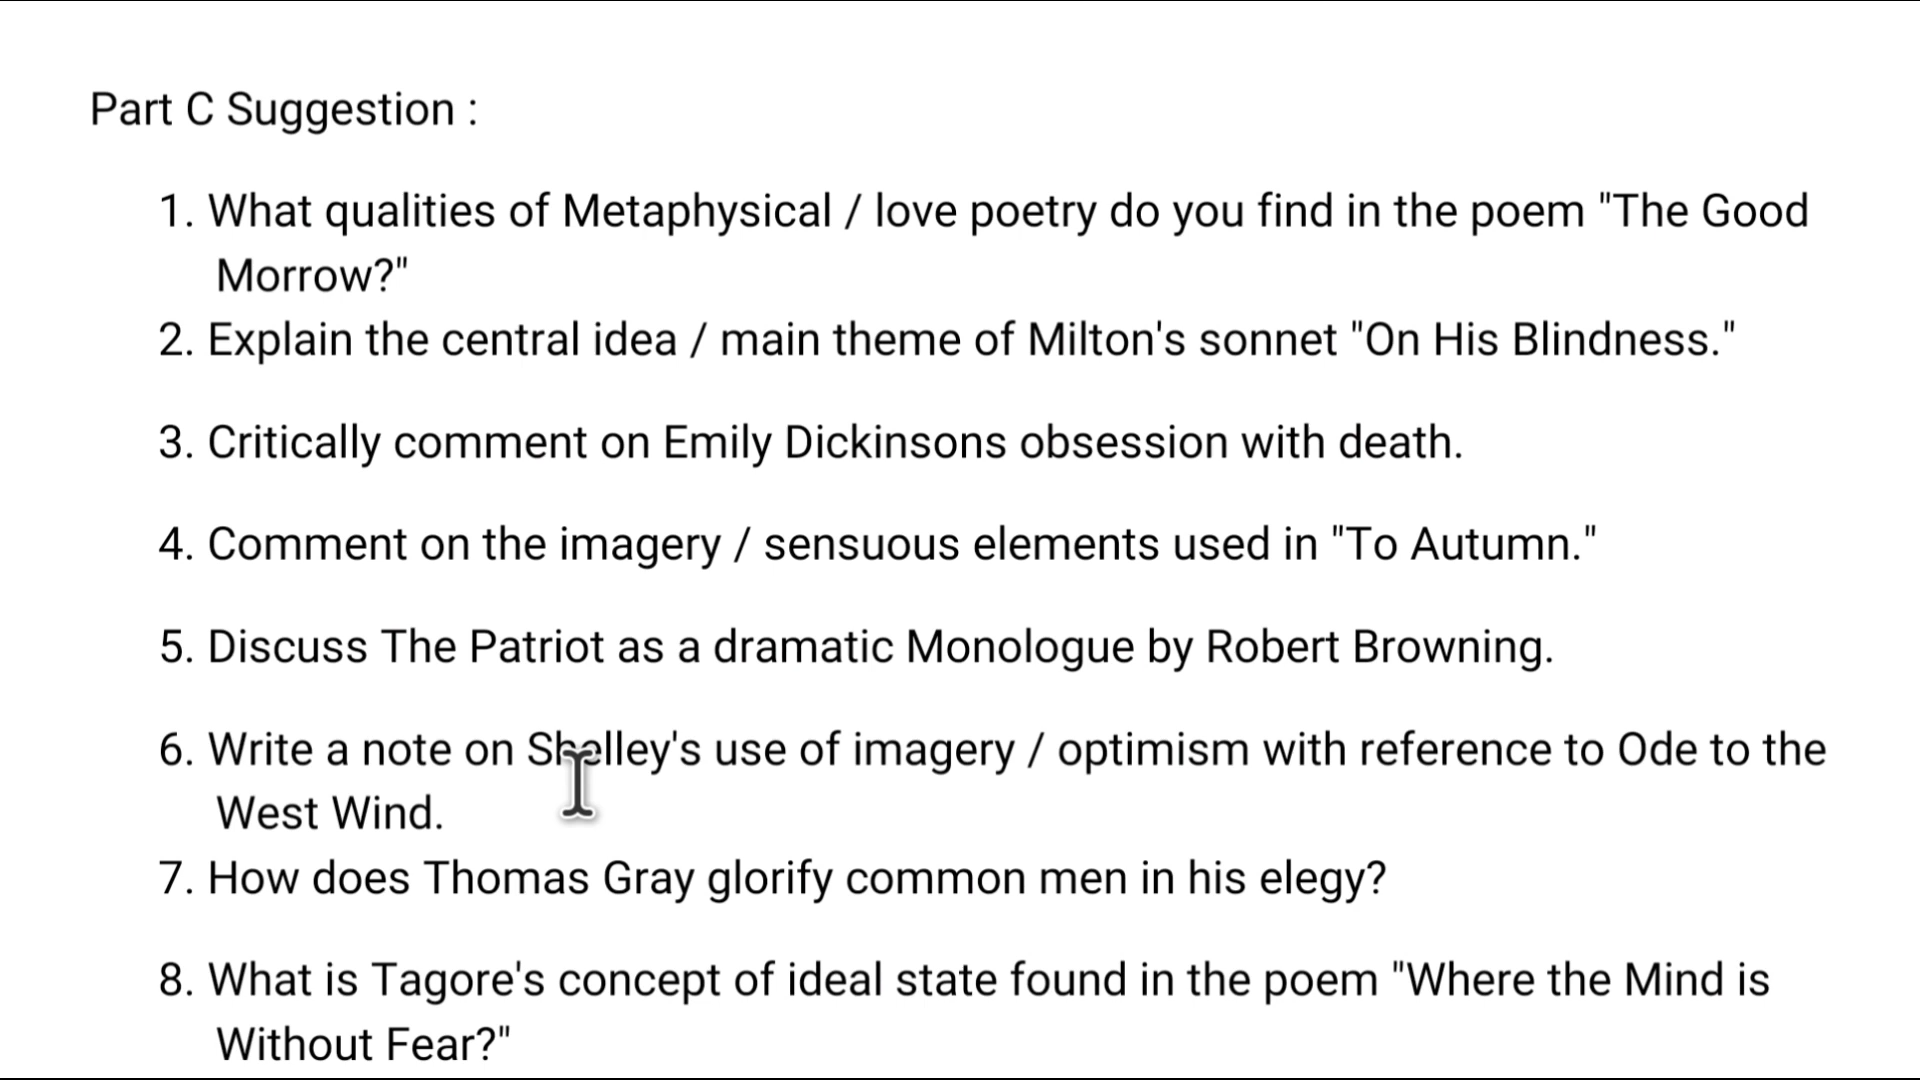 Part C Suggestion :
1. What qualities of Metaphysical / love poetry do you find in the poem "The Good
Morrow?"
2. Explain the central idea / main theme of Milton's sonnet "On His Blindness."
3. Critically comment on Emily Dickinsons obsession with death.
4. Comment on the imagery / sensuous elements used in "To Autumn."
5. Discuss The Patriot as a dramatic Monologue by Robert Browning.
6. Write a note on Shelley's use of imagery / optimism with reference to Ode to the
West Wind.
7. How does Thomas Gray glorify common men in his elegy?
8. What is Tagore's concept of ideal state found in the poem "Where the Mind is
Without Fear?"